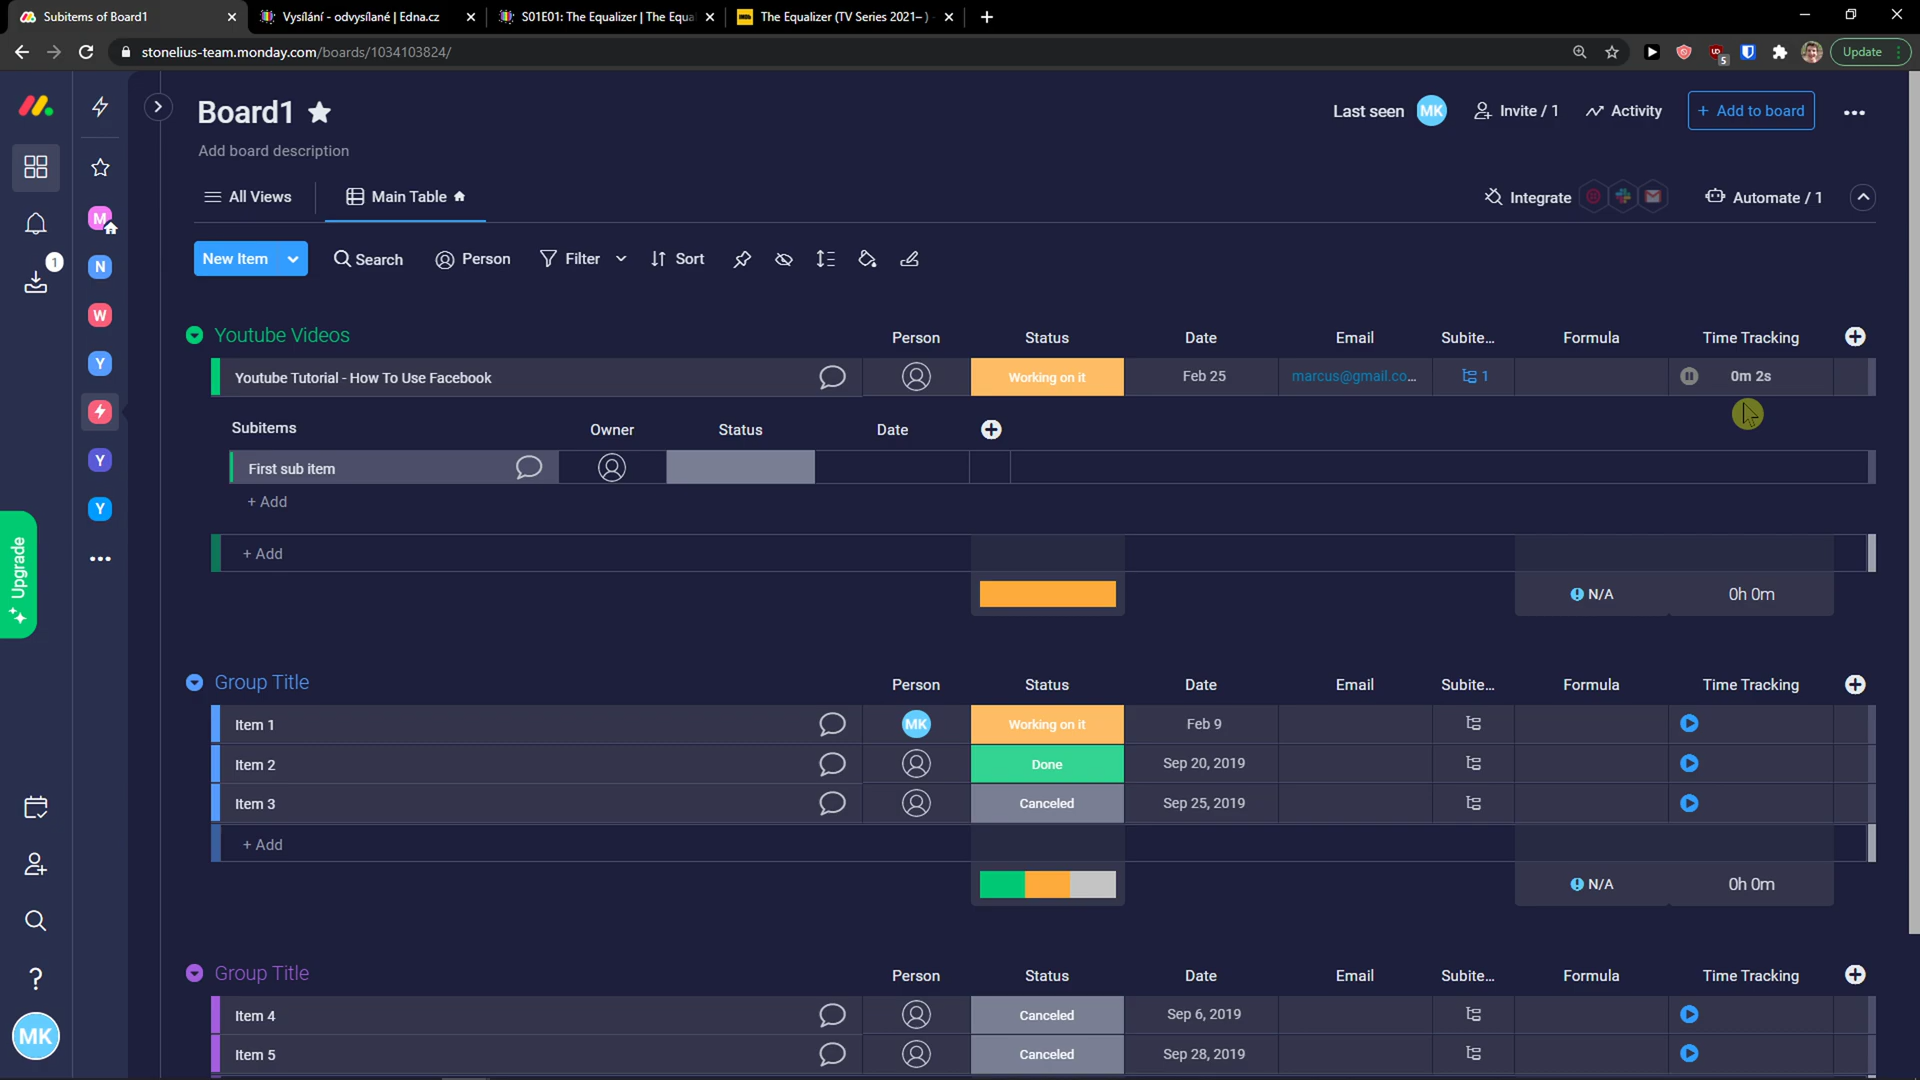 Subitems of Board1
Vysílání - odvysílané | Edna.cz
S01E01: The Equalizer | The Equa
The Equalizer (TV Series 2021– ) -
stonelius-team.monday.com/boards/1034103824/
5
Update
Board1
Last seen MK Invite / 1 Activity + Add to board
Add board description
All Views Main Table Integrate Automate / 1
New Item Search Person Filter Sort
1
M
N
W
Y
Y
Y
Upgrade
MK
Youtube Videos Person Status Date Email Subite... Formula Time Tracking
Youtube Tutorial - How To Use Facebook Working on it Feb 25 marcus@gmail.co... 1 0m 2s
Subitems Owner Status Date
First sub item
+ Add
+ Add
N/A 0h 0m
Group Title Person Status Date Email Subite... Formula Time Tracking
Item 1 MK Working on it Feb 9
Item 2 Done Sep 20, 2019
Item 3 Canceled Sep 25, 2019
+ Add
N/A 0h 0m
Group Title Person Status Date Email Subite... Formula Time Tracking
Item 4 Canceled Sep 6, 2019
Item 5 Canceled Sep 28, 2019